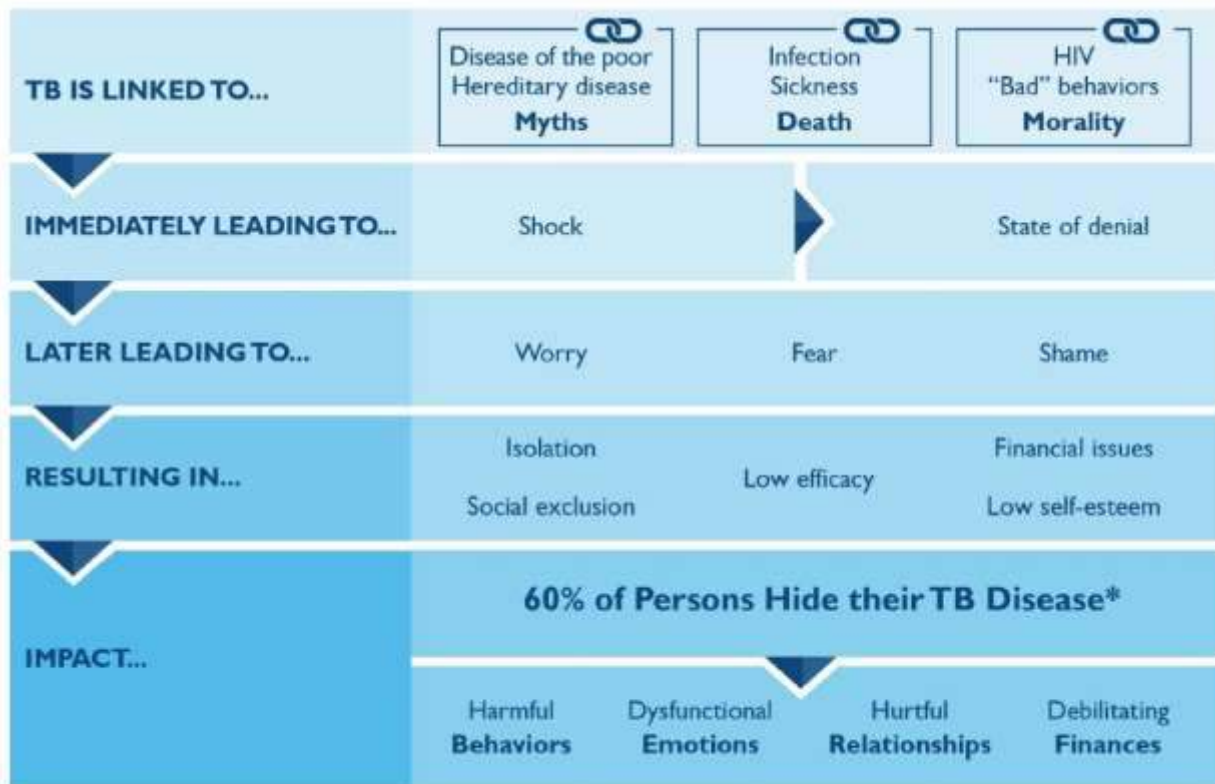 TB IS LINKED TO...
Disease of the poor
Hereditary disease
Myths
Infection
Sickness
Death
HIV
“Bad” behaviors
Morality
IMMEDIATELY LEADING TO...
Shock
State of denial
LATER LEADING TO...
Worry
Fear
Shame
RESULTING IN...
Isolation
Social exclusion
Low efficacy
Financial issues
Low self-esteem
IMPACT...
60% of Persons Hide their TB Disease*
Harmful
Behaviors
Dysfunctional
Emotions
Hurtful
Relationships
Debilitating
Finances